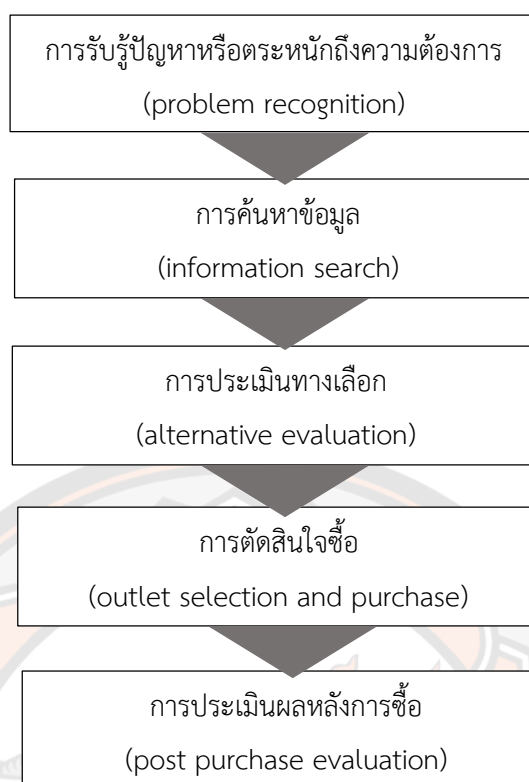 การรับรู้ปัญหาหรือตระหนักถึงความต้องการ
(problem recognition)
การค้นหาข้อมูล
(information search)
การประเมินทางเลือก
(alternative evaluation)
การตัดสินใจซื้อ
(outlet selection and purchase)
การประเมินผลหลังการซื้อ
(post purchase evaluation)